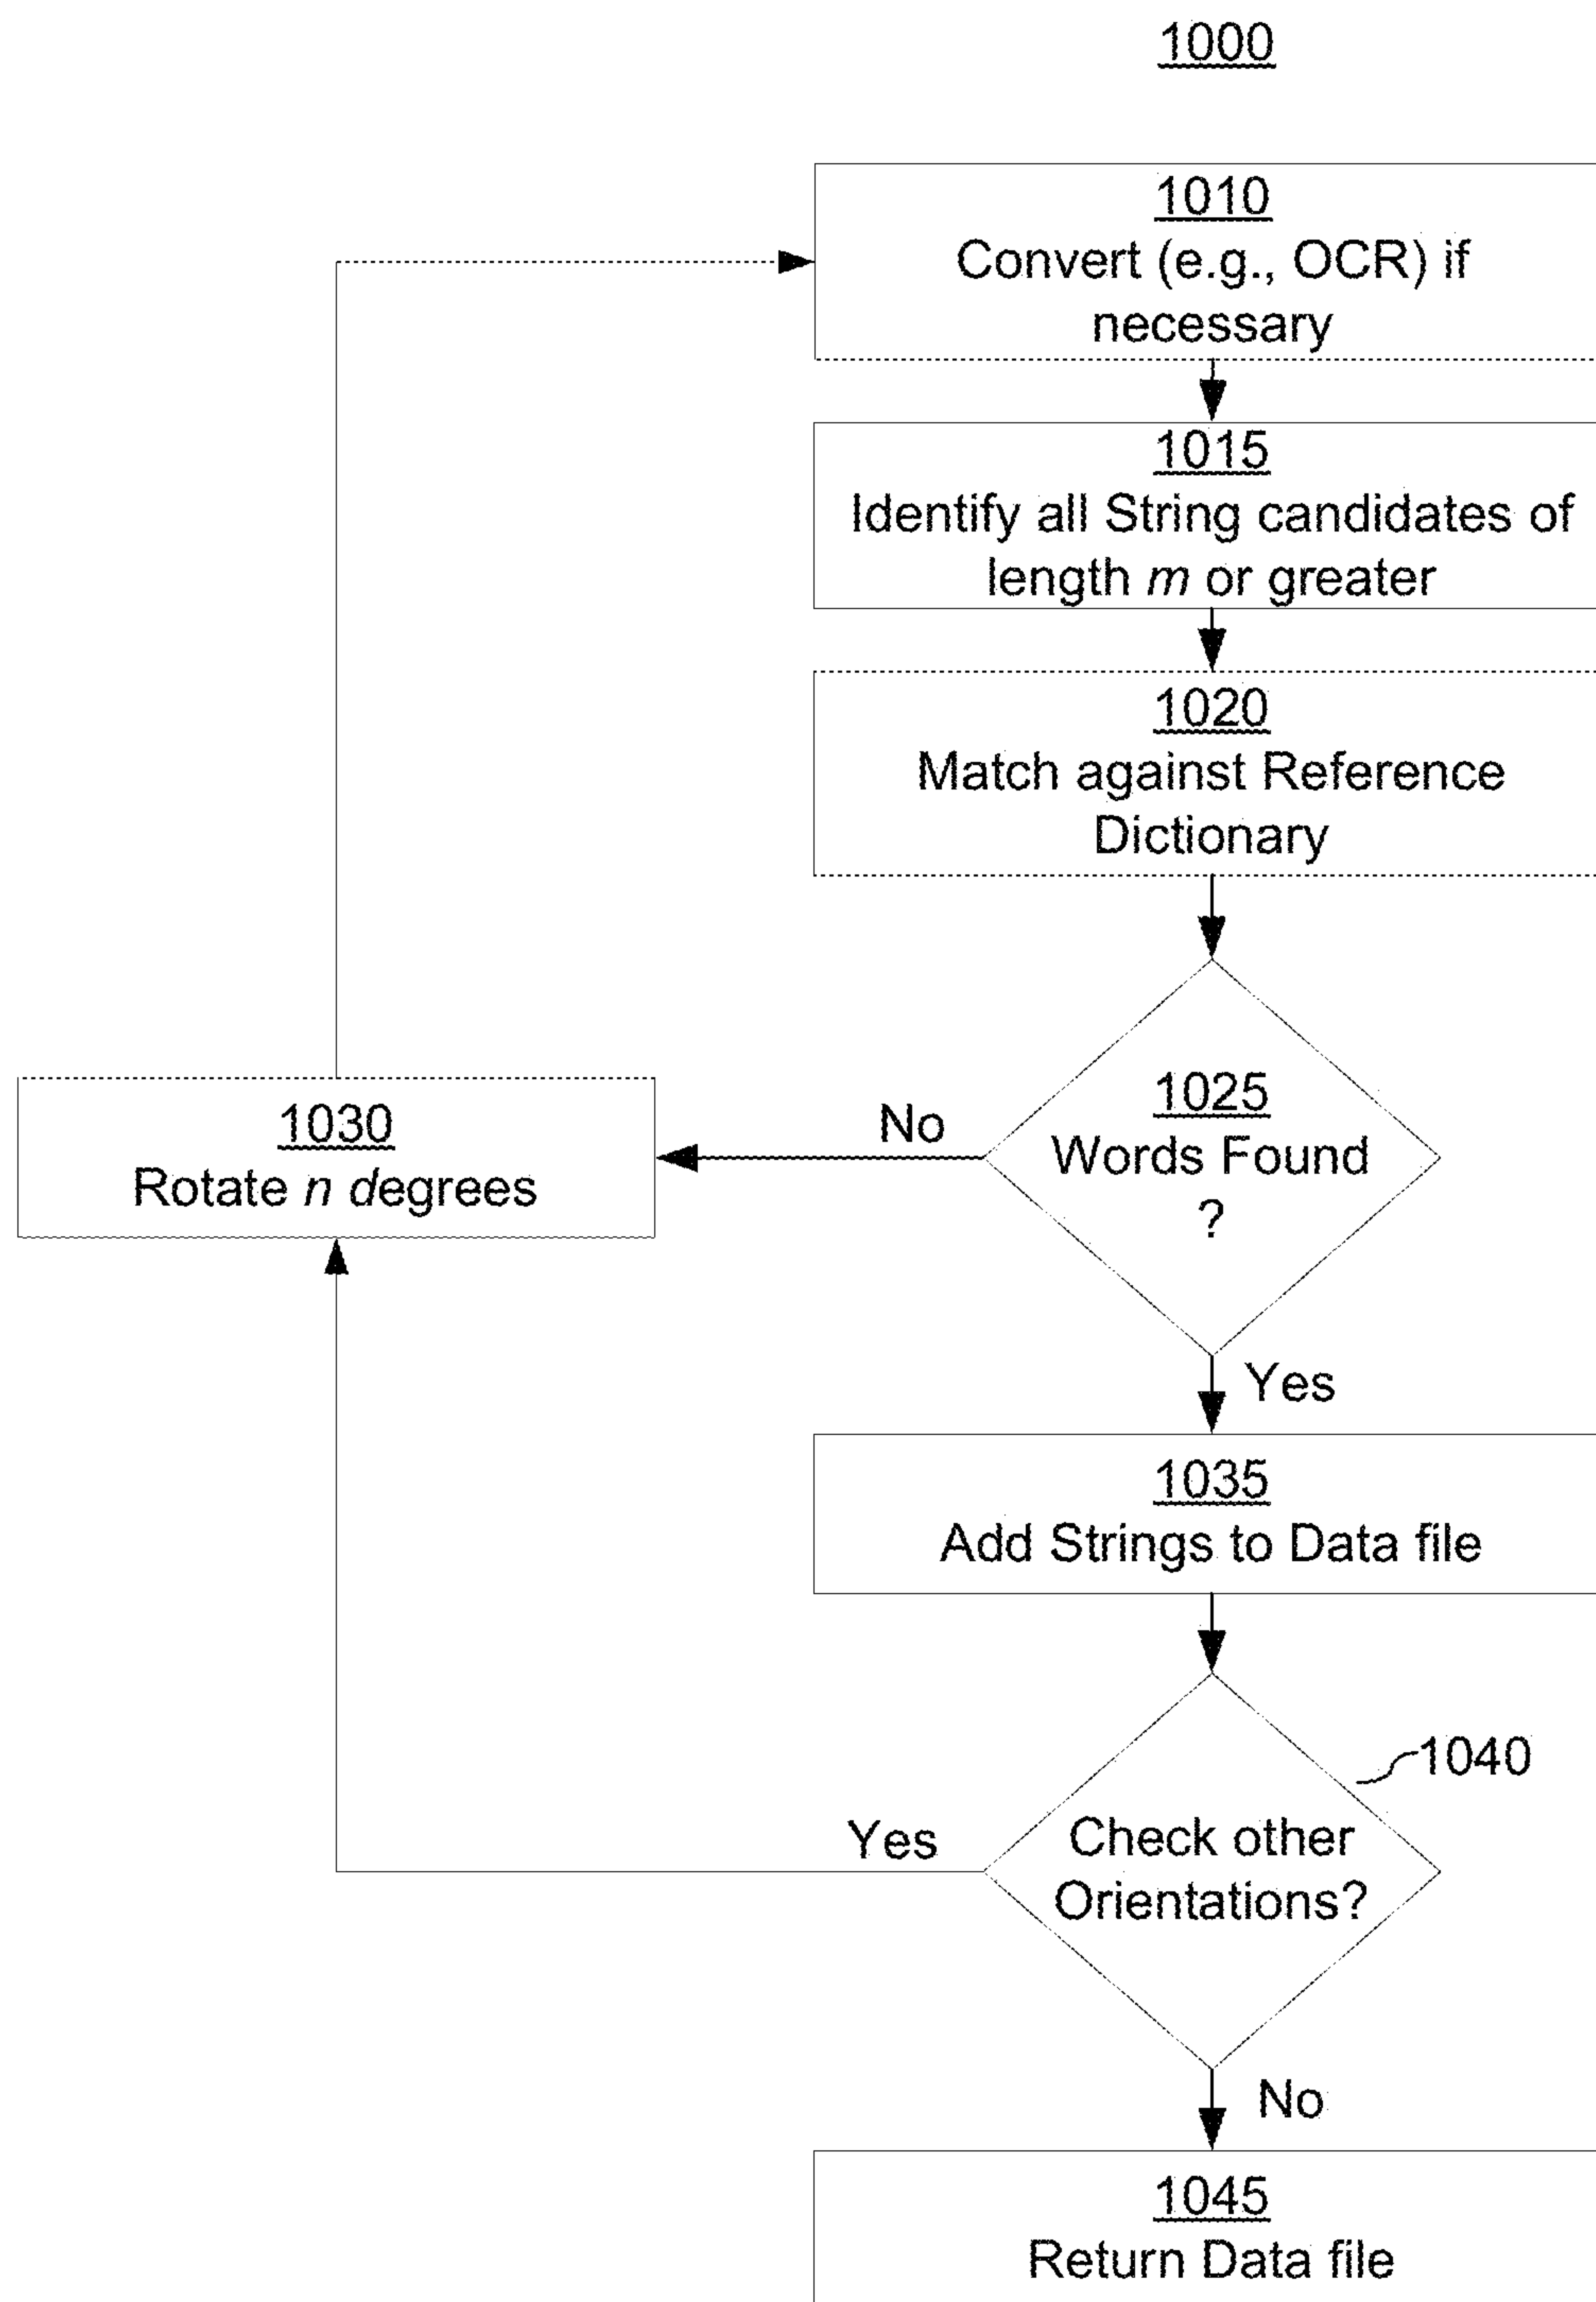 1000
1010
Convert (e.g., OCR) if
necessary
1015
Identify all String candidates of
length m or greater
1020
Match against Reference
Dictionary
1025
Words Found
?
No
1030
Rotate n degrees
Yes
1035
Add Strings to Data file
1040
Check other
Orientations?
Yes
No
1045
Return Data file